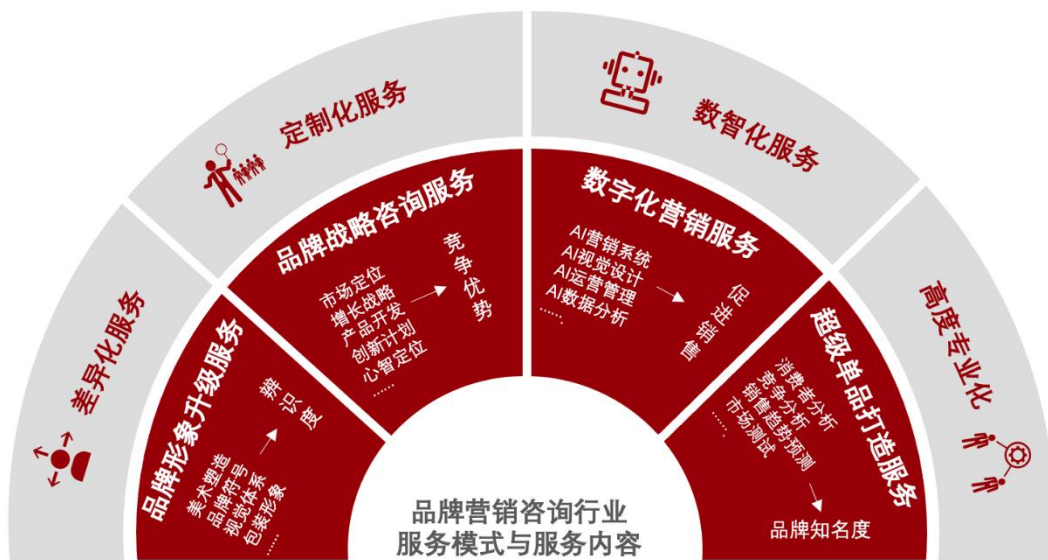 差异化服务
定制化服务
数智化服务
高度专业化
品牌形象升级服务
美术塑造
品牌符号
视觉体系
包装形象
……
辨识度
品牌战略咨询服务
市场定位
增长战略
产品开发
创新计划
心智定位
……
竞争优势
数字化营销服务
AI营销系统
AI视觉设计
AI运营管理
AI数据分析
……
促进销售
超级单品打造服务
消费者分析
竞争分析
销售趋势预测
市场测试
……
品牌知名度
品牌营销咨询行业
服务模式与服务内容